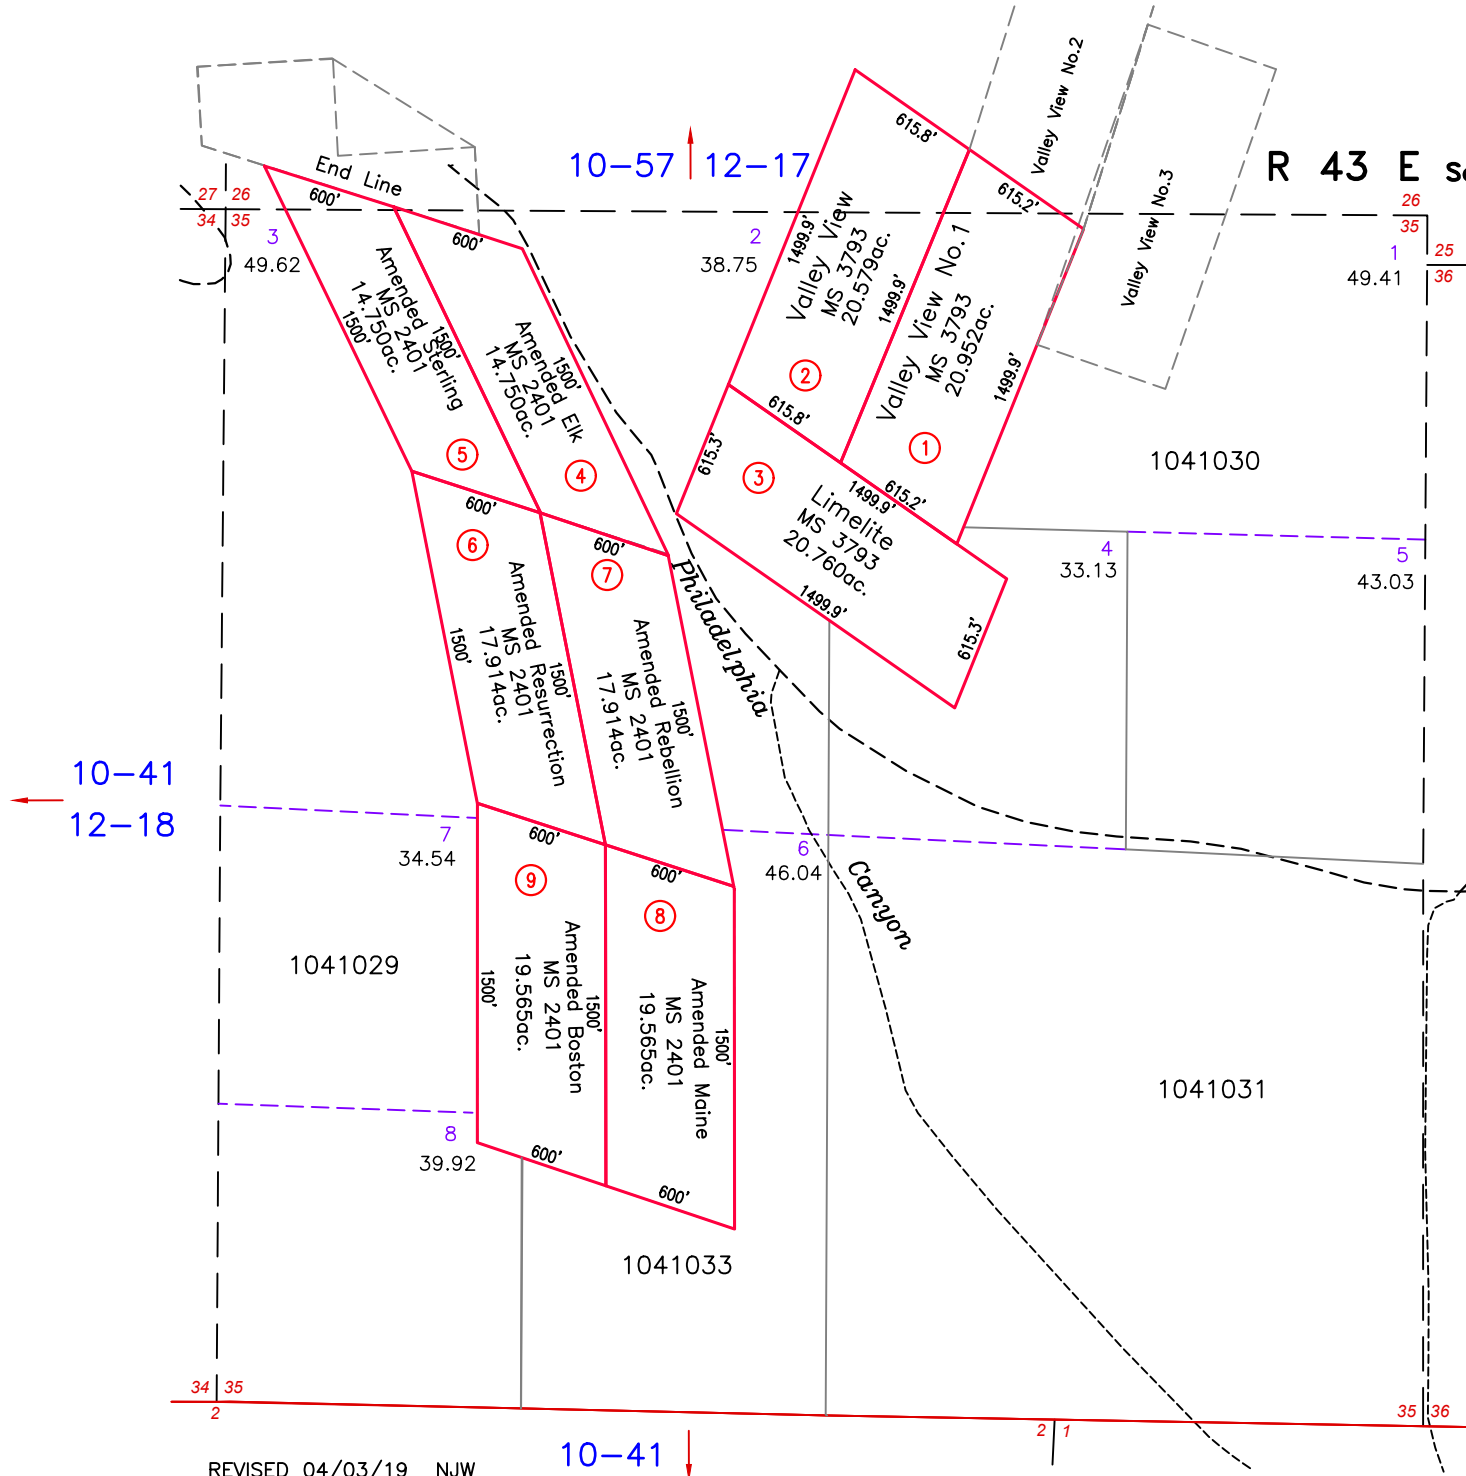 Valley View No.2
615.8'
10-57
12-17
R 43 E
End Line
600'
27 26
34 35
600'
3
49.62
2
38.75
615.2'
26
35
25
36
1
49.41
Valley View No.3
1499.9'
Valley View
MS 3793
20.579ac.
1499.9'
Valley View No.1
MS 3793
20.952ac.
1499.9'
Amended Sterling
MS 2401
14.750ac.
1500'
1500'
Amended Elk
MS 2401
14.750ac.
1500'
2
615.8'
1
615.3'
5
4
3
1041030
1499.9'
615.2'
Limelite
MS 3793
20.760ac.
600'
600'
6
7
4
33.13
5
43.03
1499.9'
615.3'
Philadelphia
Amended Resurrection
MS 2401
17.914ac.
1500'
1500'
Amended Rebellion
MS 2401
17.914ac.
1500'
10-41
12-18
7
34.54
600'
600'
6
46.04
9
8
Canyon
1041029
Amended Boston
MS 2401
19.565ac.
1500'
1500'
Amended Maine
MS 2401
19.565ac.
1500'
1041031
8
39.92
600'
600'
1041033
34 35
2
35 36
2 1
10-41
REVISED 04/03/19 NJW